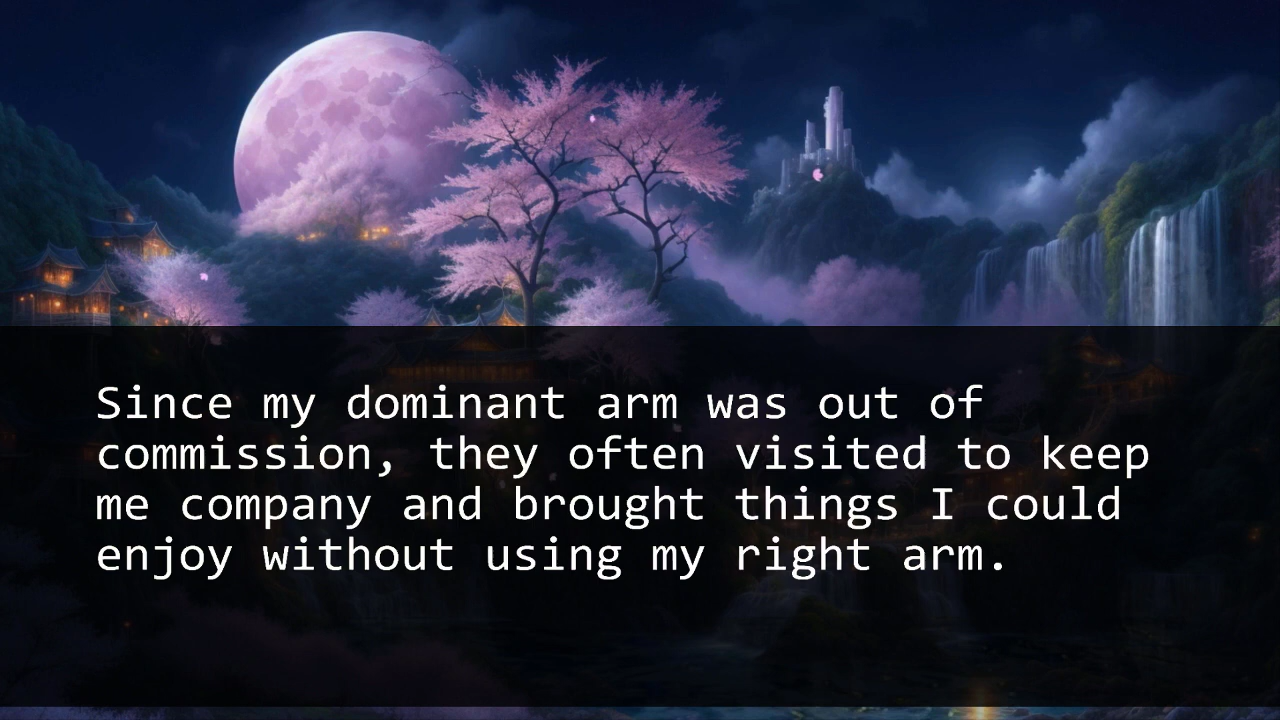 Since my dominant arm was out of
commission, they often visited to keep
me company and brought things I could
enjoy without using my right arm.